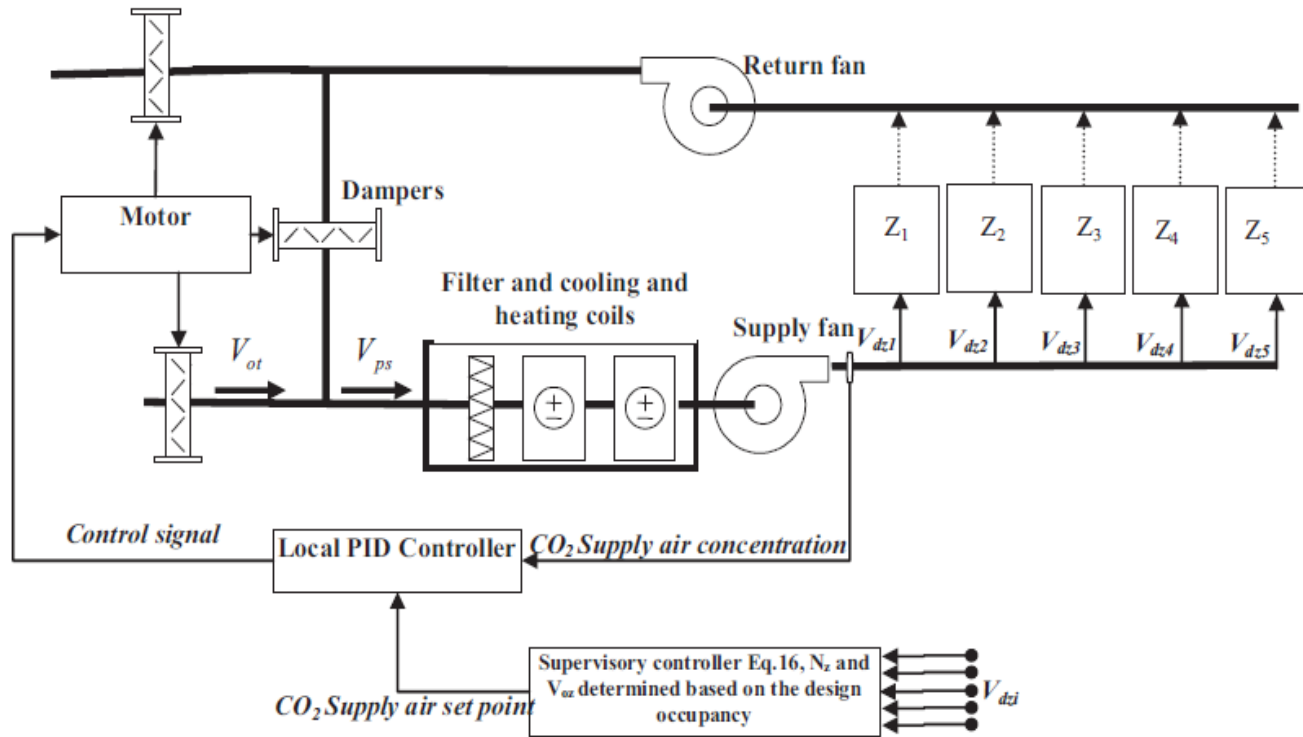 Return fan
Dampers
Motor
Z1
Z2
Z3
Z4
Z5
Filter and cooling and
heating coils
Supply fan
Vdz1
Vdz2
Vdz3
Vdz4
Vdz5
Vot
Vps
±
±
Control signal
Local PID Controller
CO2 Supply air concentration
Supervisory controller Eq.16, Nz and
Voz determined based on the design
occupancy
Vdzi
CO2 Supply air set point